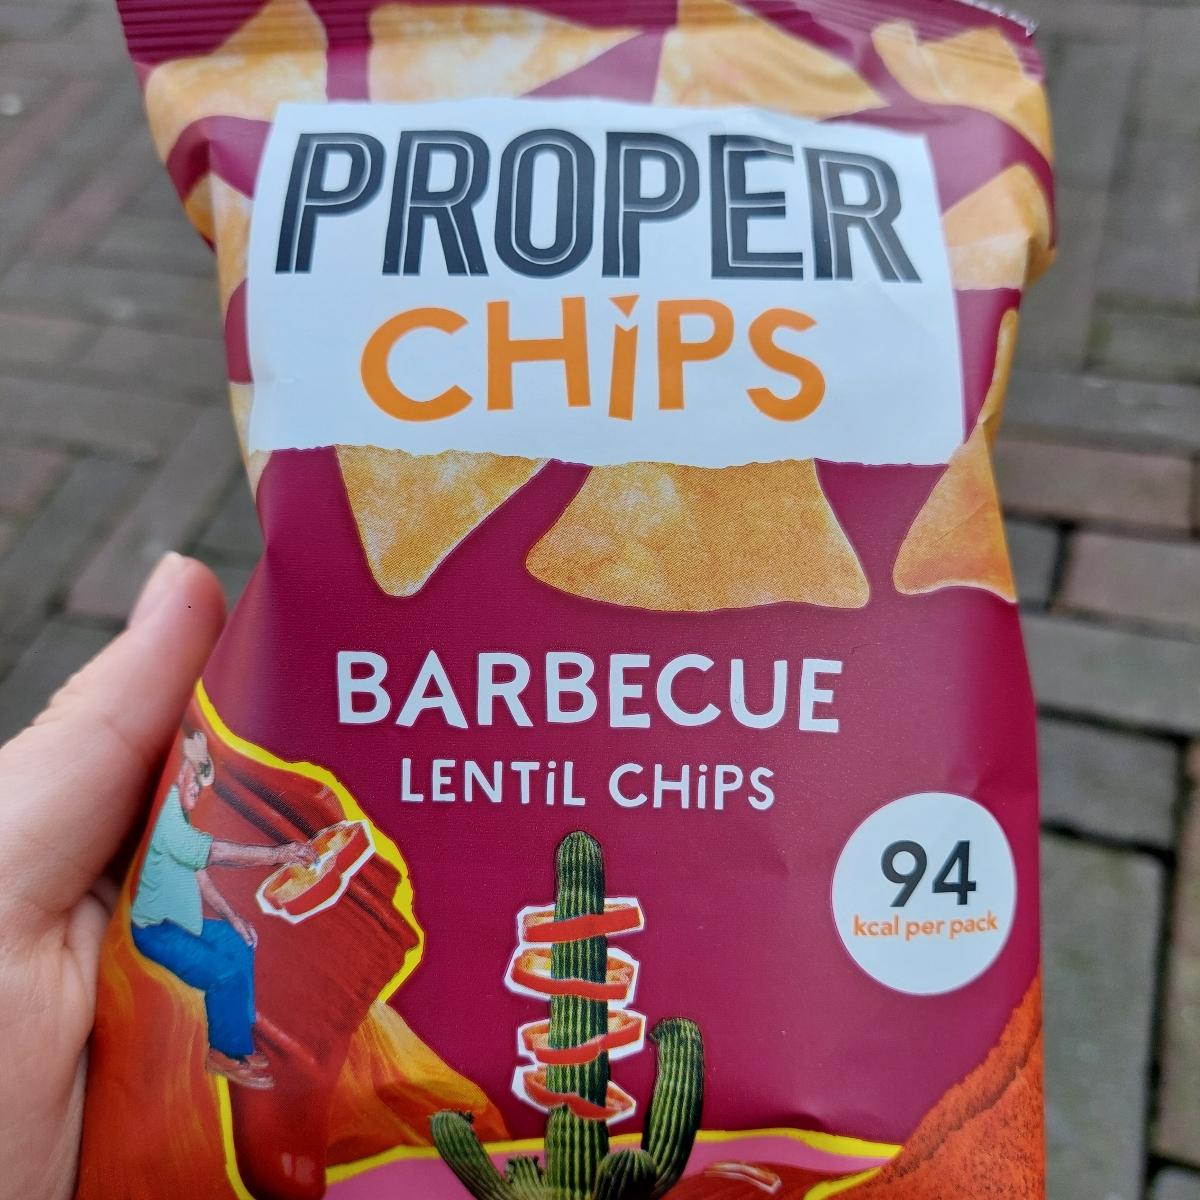 PROPER
CHIPS
BARBECUE
LENTIL CHIPS
94
kcal per pack